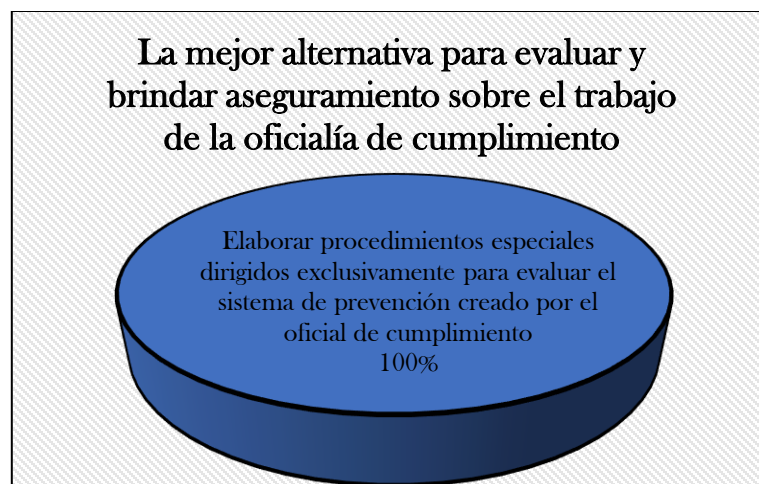 La mejor alternativa para evaluar y
brindar aseguramiento sobre el trabajo
de la oficialía de cumplimiento
Elaborar procedimientos especiales
dirigidos exclusivamente para evaluar el
sistema de prevención creado por el
oficial de cumplimiento
100%